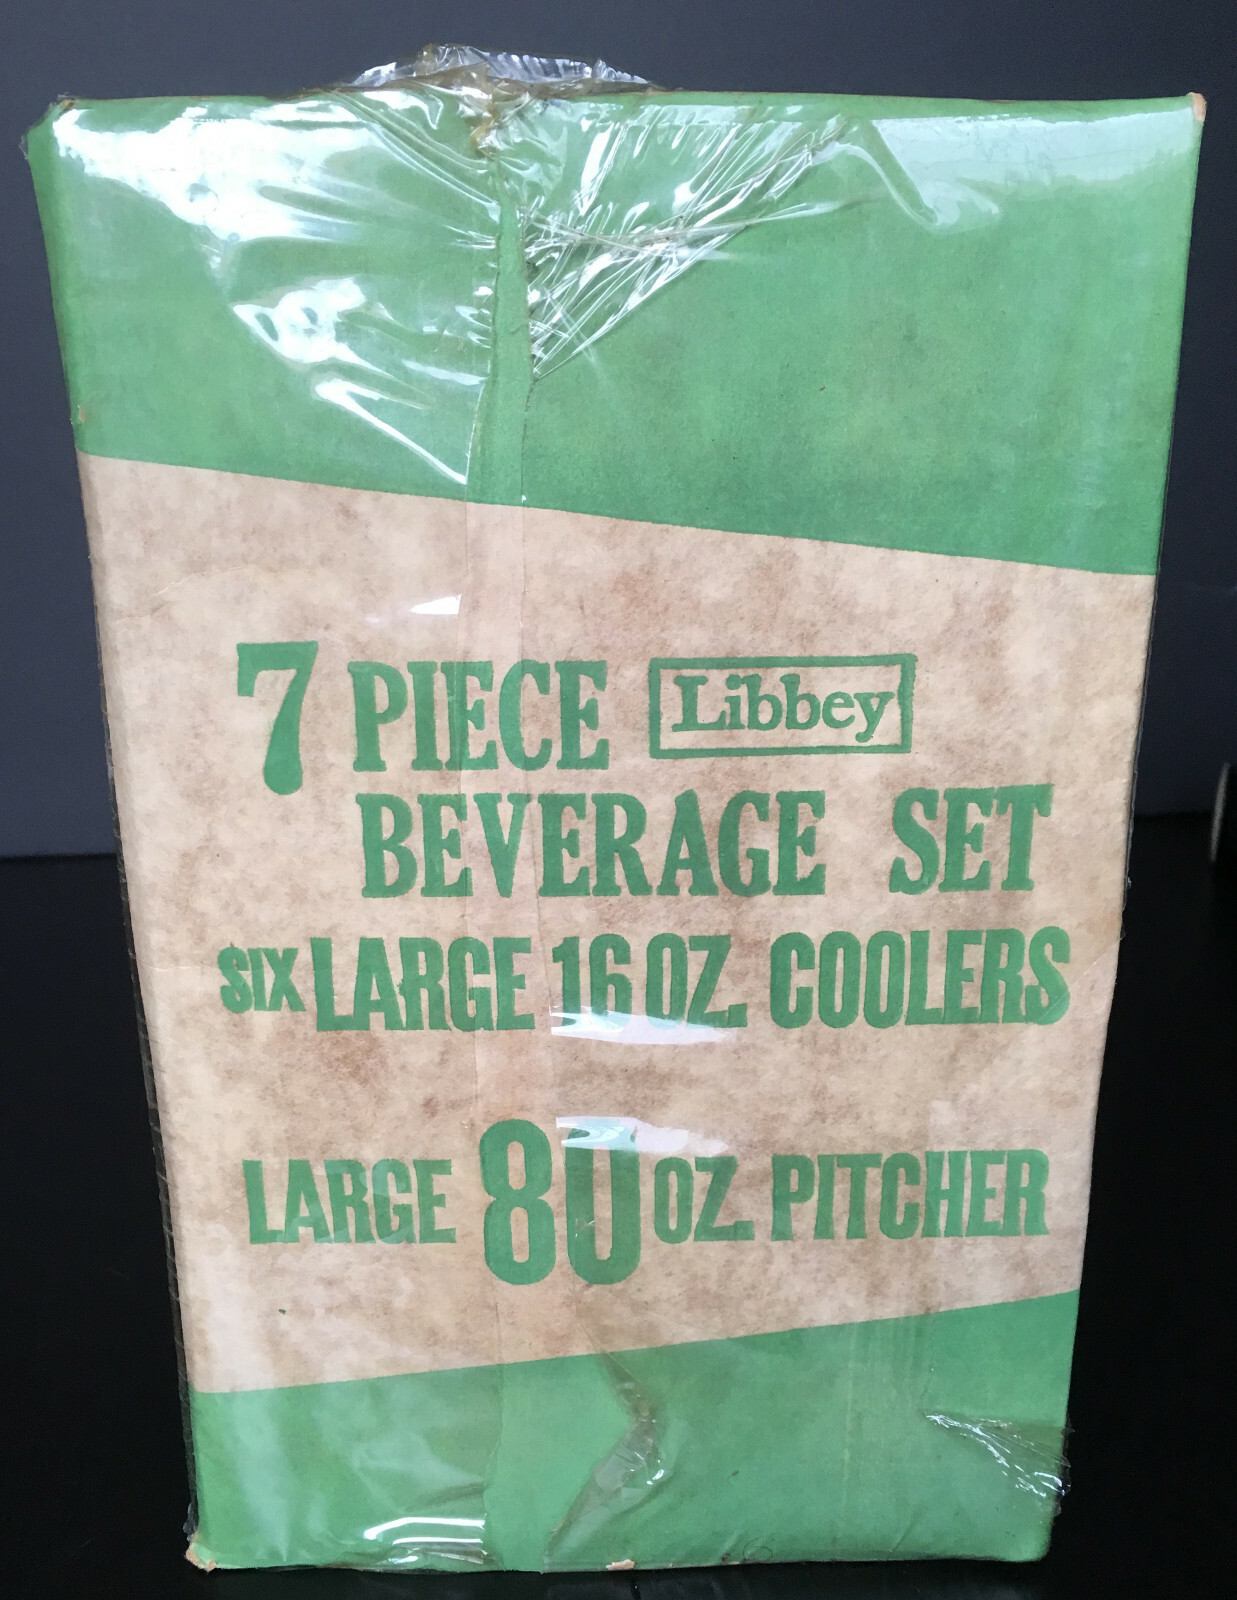 7 PIECE Libbey
BEVERAGE SET
SIX LARGE 16 OZ. COOLERS
LARGE 80 OZ. PITCHER